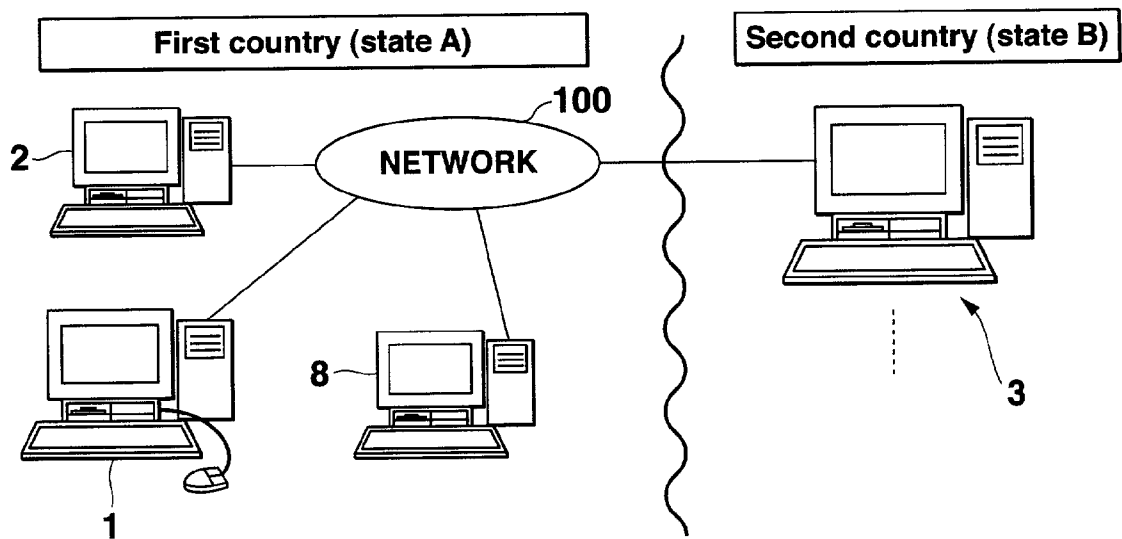 First country (state A)
Second country (state B)
100
2
NETWORK
8
3
1